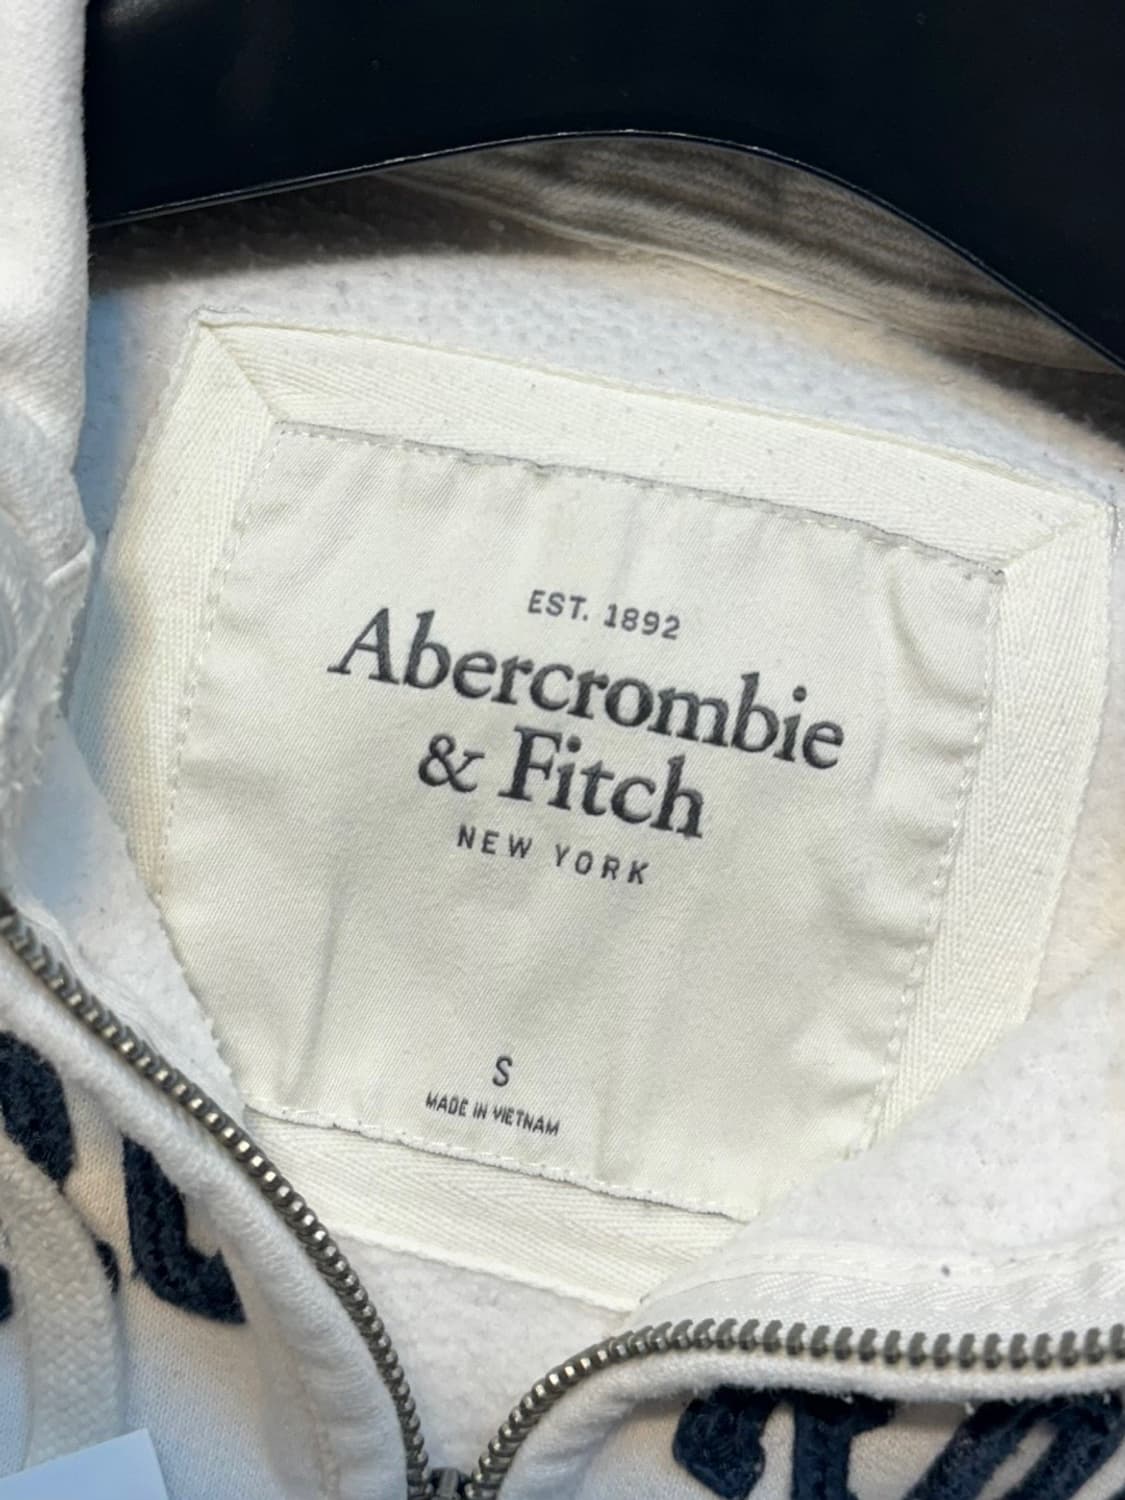 EST. 1892
Abercrombie
& Fitch
NEW YORK
S
MADE IN VIETNAM